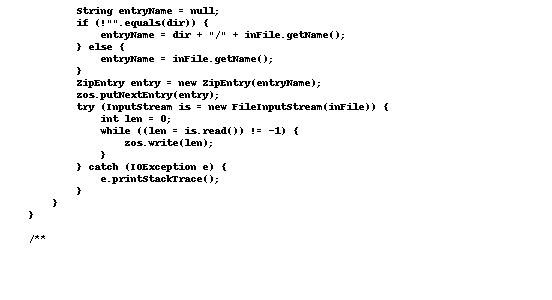 String entryName = null;
if (!"".equals(dir)) {
entryName = dir + "/" + inFile.getName();
} else {
entryName = inFile.getName();
}
ZipEntry entry = new ZipEntry(entryName);
zos.putNextEntry(entry);
try (InputStream is = new FileInputStream(inFile)) {
int len = 0;
while ((len = is.read()) != -1) {
zos.write(len);
}
} catch (IOException e) {
e.printStackTrace();
}
}
}
/**